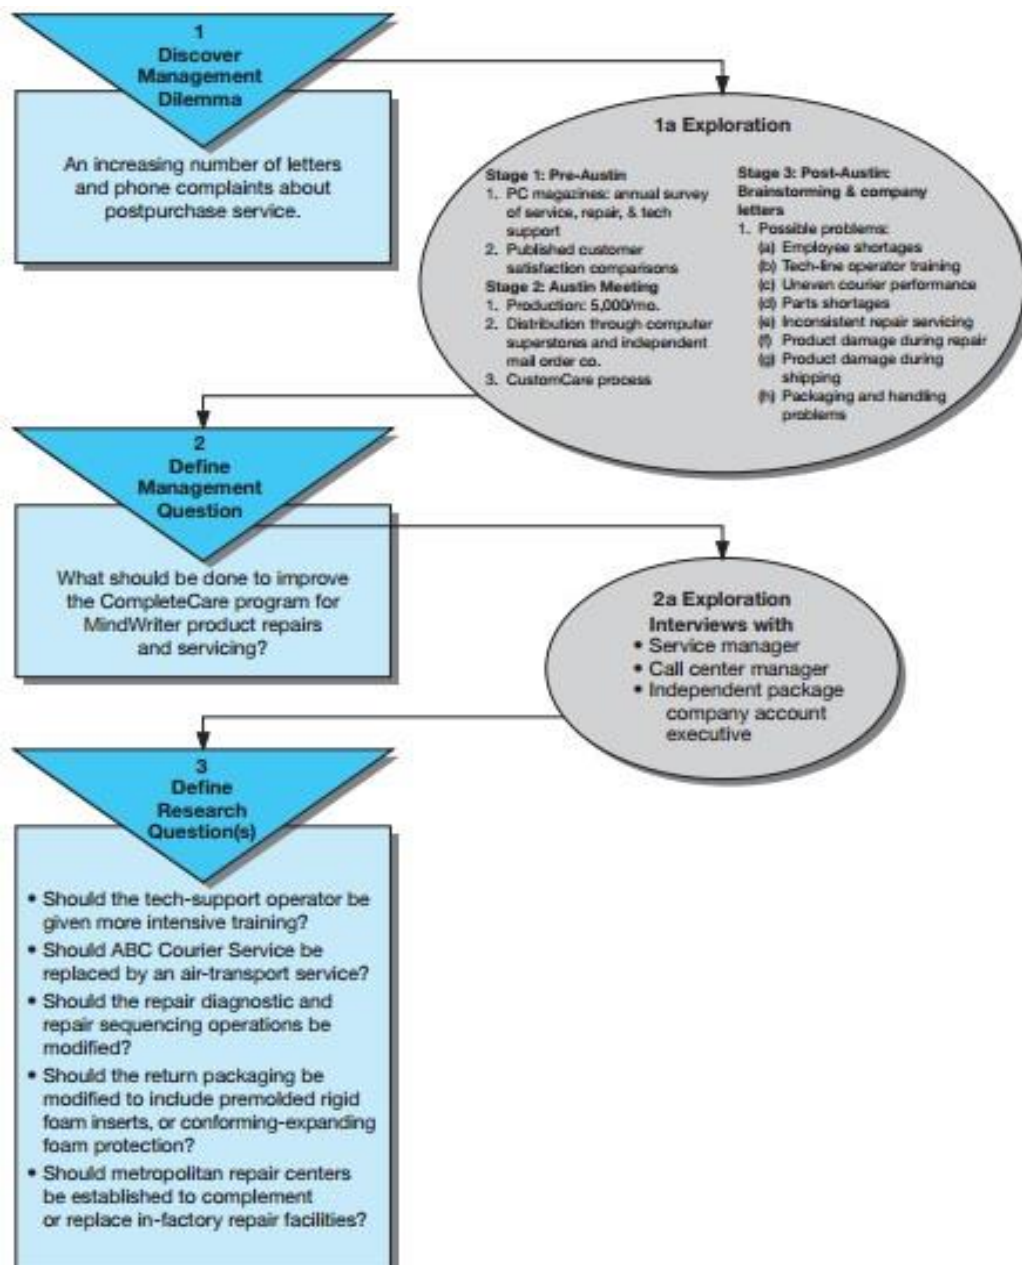 1
Discover
Management
Dilemma
An increasing number of letters
and phone complaints about
postpurchase service.
1a Exploration
Stage 1: Pre-Austin
1. PC magazines: annual survey
of service, repair, & tech
support
2. Published customer
satisfaction comparisons
Stage 2: Austin Meeting
1. Production: 5,000/mo.
2. Distribution through computer
superstores and independent
mail order co.
3. CustomCare process
Stage 3: Post-Austin:
Brainstorming & company
letters
1. Possible problems:
(a) Employee shortages
(b) Tech-line operator training
(c) Uneven courier performance
(d) Parts shortages
(e) Inconsistent repair servicing
(f) Product damage during repair
(g) Product damage during
shipping
(h) Packaging and handling
problems
2
Define
Management
Question
What should be done to improve
the CompleteCare program for
MindWriter product repairs
and servicing?
2a Exploration
Interviews with
• Service manager
• Call center manager
• Independent package
company account
executive
3
Define
Research
Question(s)
• Should the tech-support operator be
given more intensive training?
• Should ABC Courier Service be
replaced by an air-transport service?
• Should the repair diagnostic and
repair sequencing operations be
modified?
• Should the return packaging be
modified to include premolded rigid
foam inserts, or conforming-expanding
foam protection?
• Should metropolitan repair centers
be established to complement
or replace in-factory repair facilities?